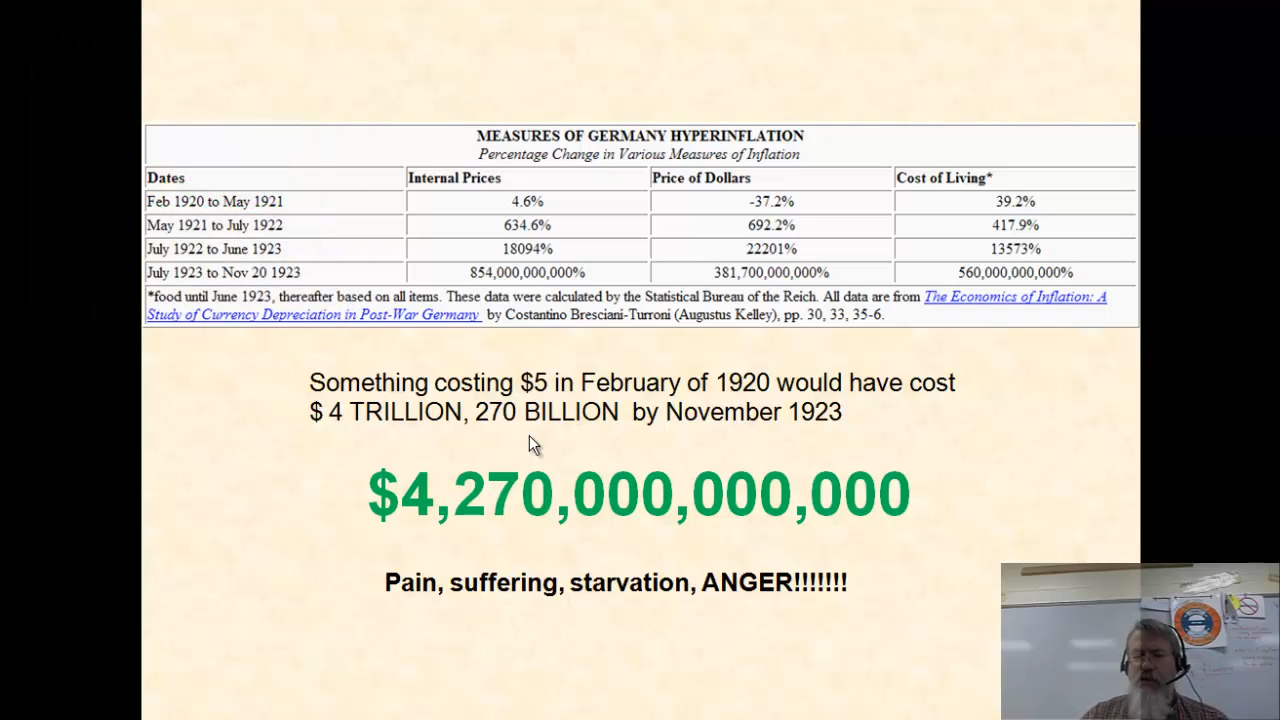 MEASURES OF GERMANY HYPERINFLATION
Percentage Change in Various Measures of Inflation
Dates Internal Prices Price of Dollars Cost of Living*
Feb 1920 to May 1921 4.6% -37.2% 39.2%
May 1921 to July 1922 634.6% 692.2% 417.9%
July 1922 to June 1923 18094% 22201% 13573%
July 1923 to Nov 20 1923 854,000,000,000% 381,700,000,000% 560,000,000,000%
*food until June 1923, thereafter based on all items. These data were calculated by the Statistical Bureau of the Reich. All data are from The Economics of Inflation: A
Study of Currency Depreciation in Post-War Germany by Costantino Bresciani-Turroni (Augustus Kelley), pp. 30, 33, 35-6.
Something costing $5 in February of 1920 would have cost
$ 4 TRILLION, 270 BILLION by November 1923
$4,270,000,000,000
Pain, suffering, starvation, ANGER!!!!!!!